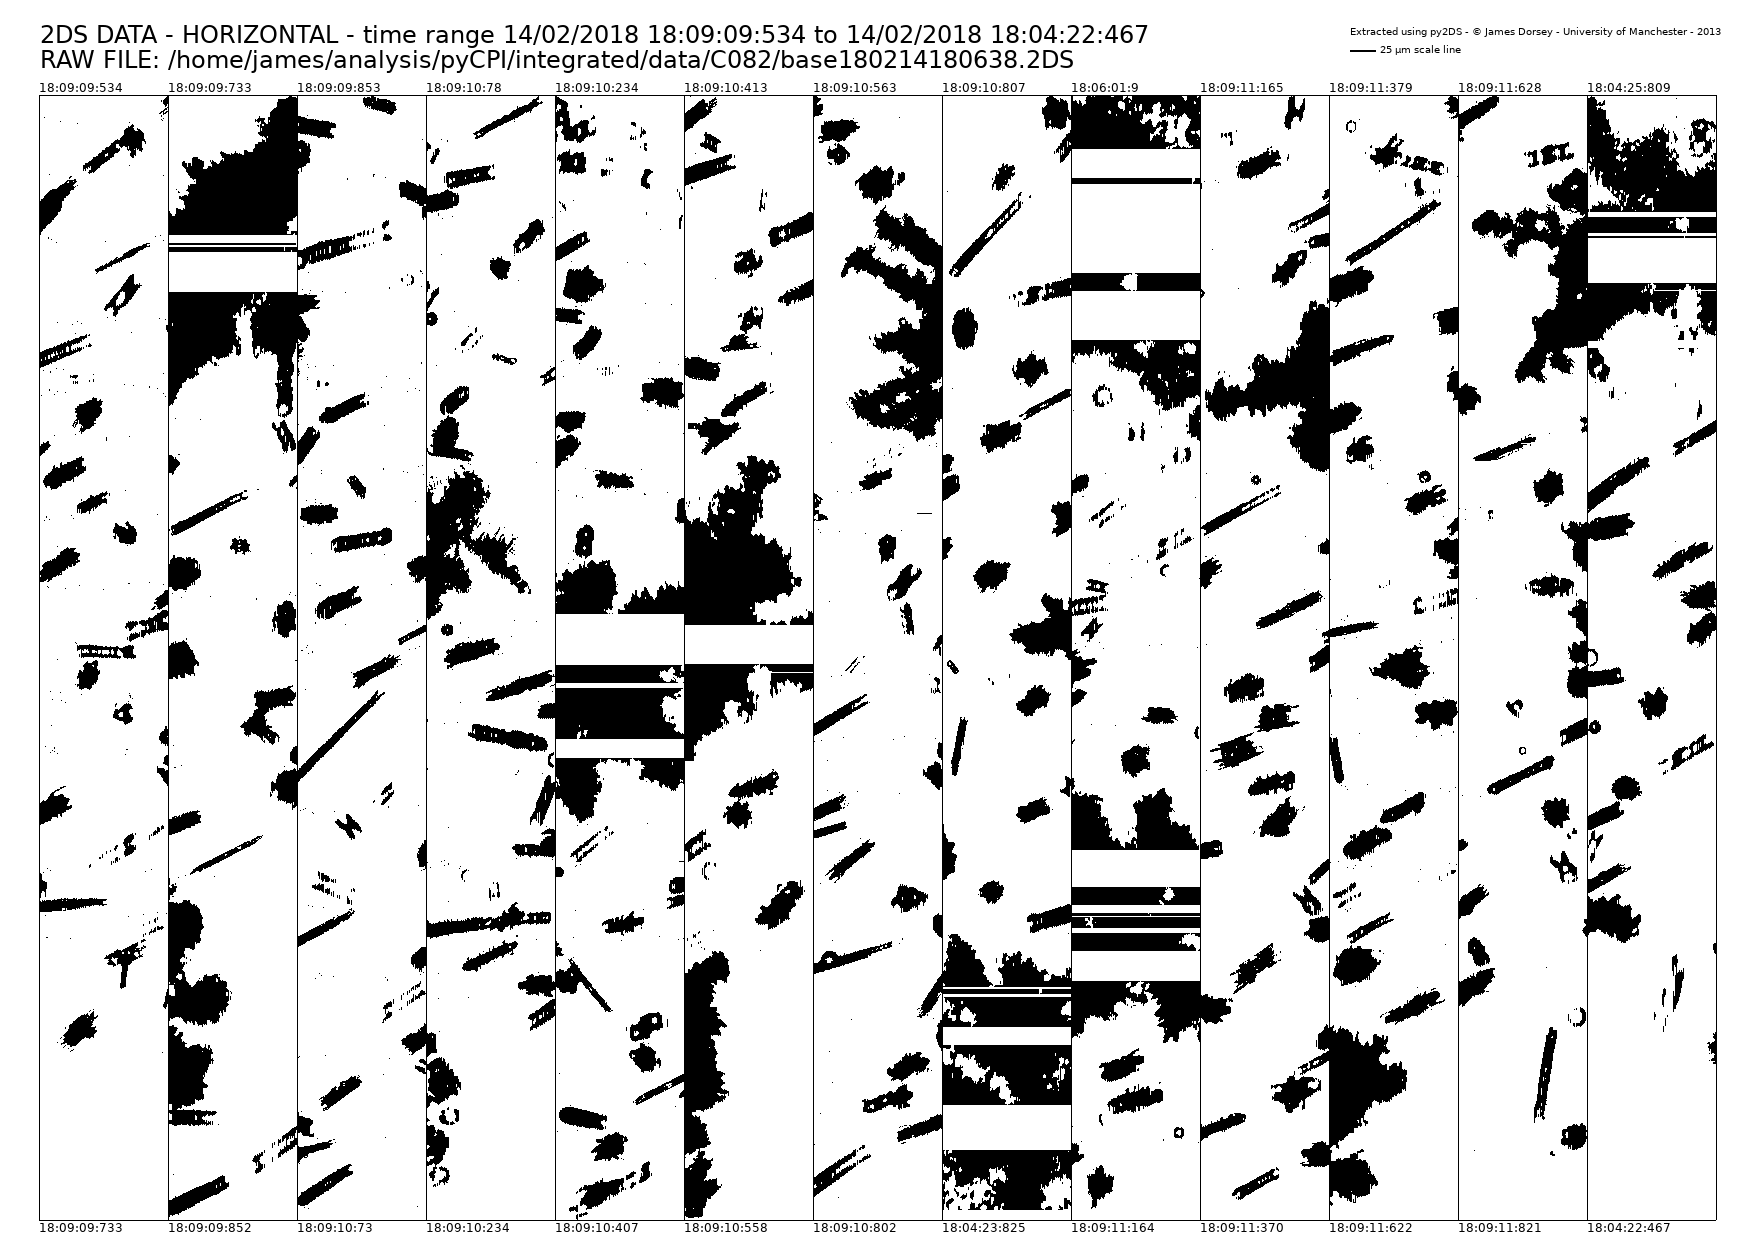 2DS DATA - HORIZONTAL - time range 14/02/2018 18:09:09:534 to 14/02/2018 18:04:22:467
RAW FILE: /home/james/analysis/pyCPI/integrated/data/C082/base180214180638.2DS
Extracted using py2DS - © James Dorsey - University of Manchester - 2013
25 μm scale line
18:09:09:534 18:09:09:733 18:09:09:853 18:09:10:78 18:09:10:234 18:09:10:413 18:09:10:563 18:09:10:807 18:06:01:9 18:09:11:165 18:09:11:379 18:09:11:628 18:04:25:809
18:09:09:733 18:09:09:852 18:09:10:73 18:09:10:234 18:09:10:407 18:09:10:558 18:09:10:802 18:04:23:825 18:09:11:164 18:09:11:370 18:09:11:622 18:09:11:821 18:04:22:467